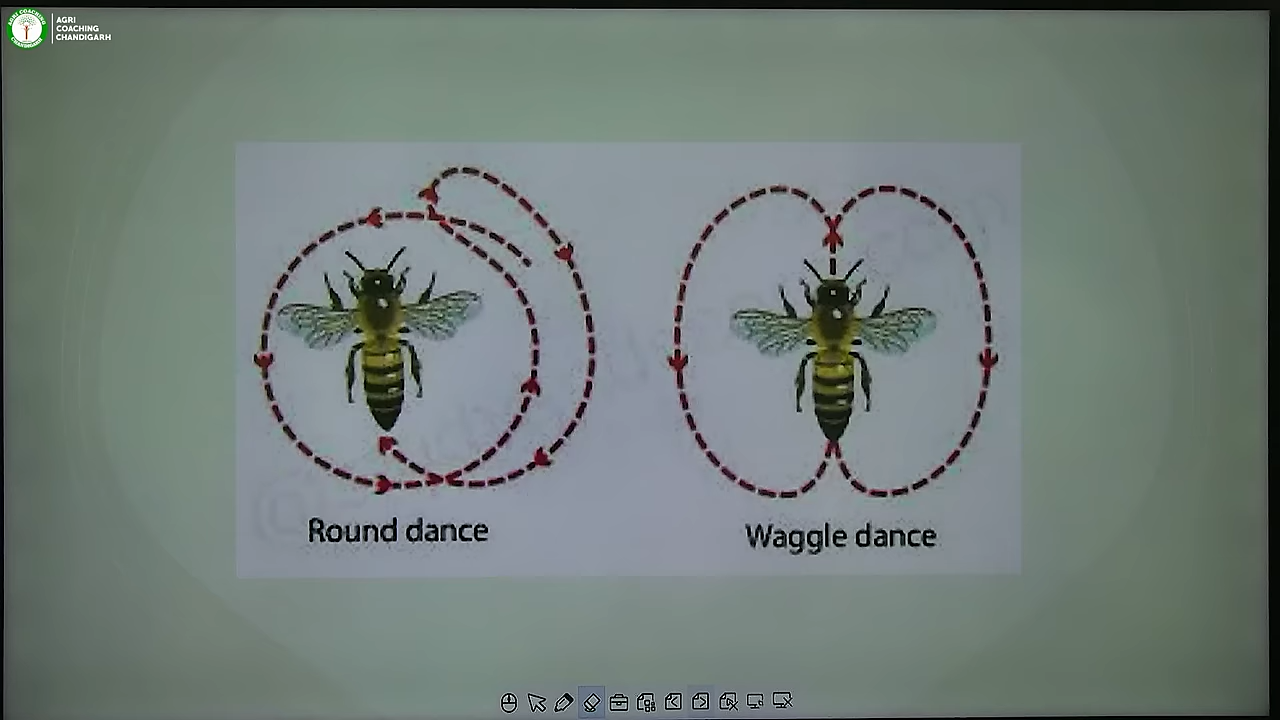 AGRI
COACHING
CHANDIGARH
Round dance
Waggle dance